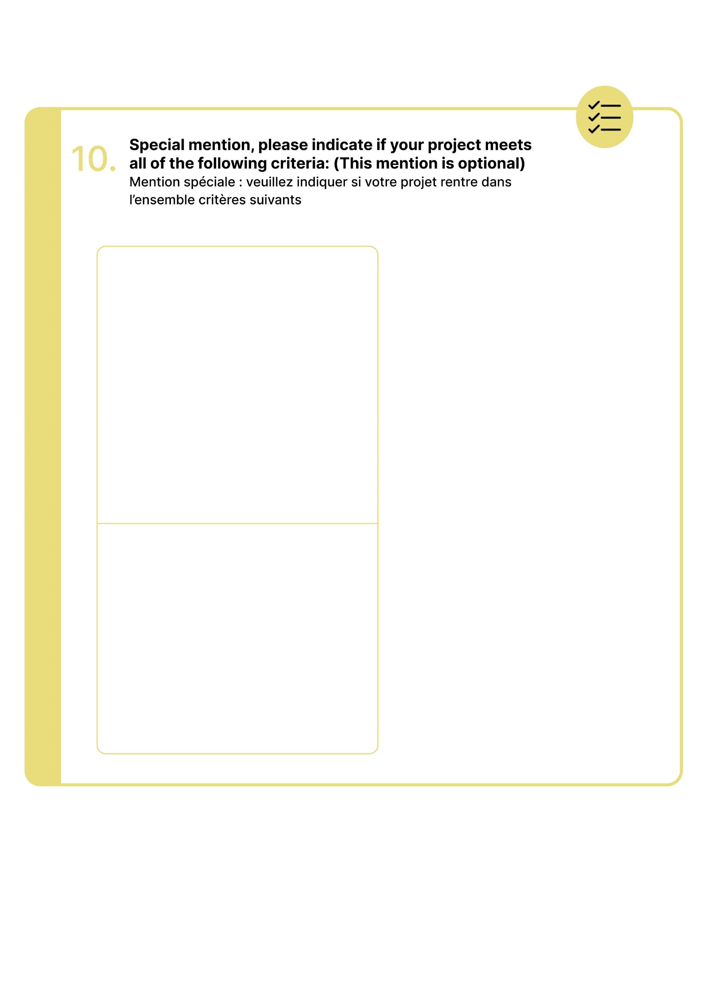 10.
Special mention, please indicate if your project meets
all of the following criteria: (This mention is optional)
Mention spéciale : veuillez indiquer si votre projet rentre dans
l’ensemble critères suivants